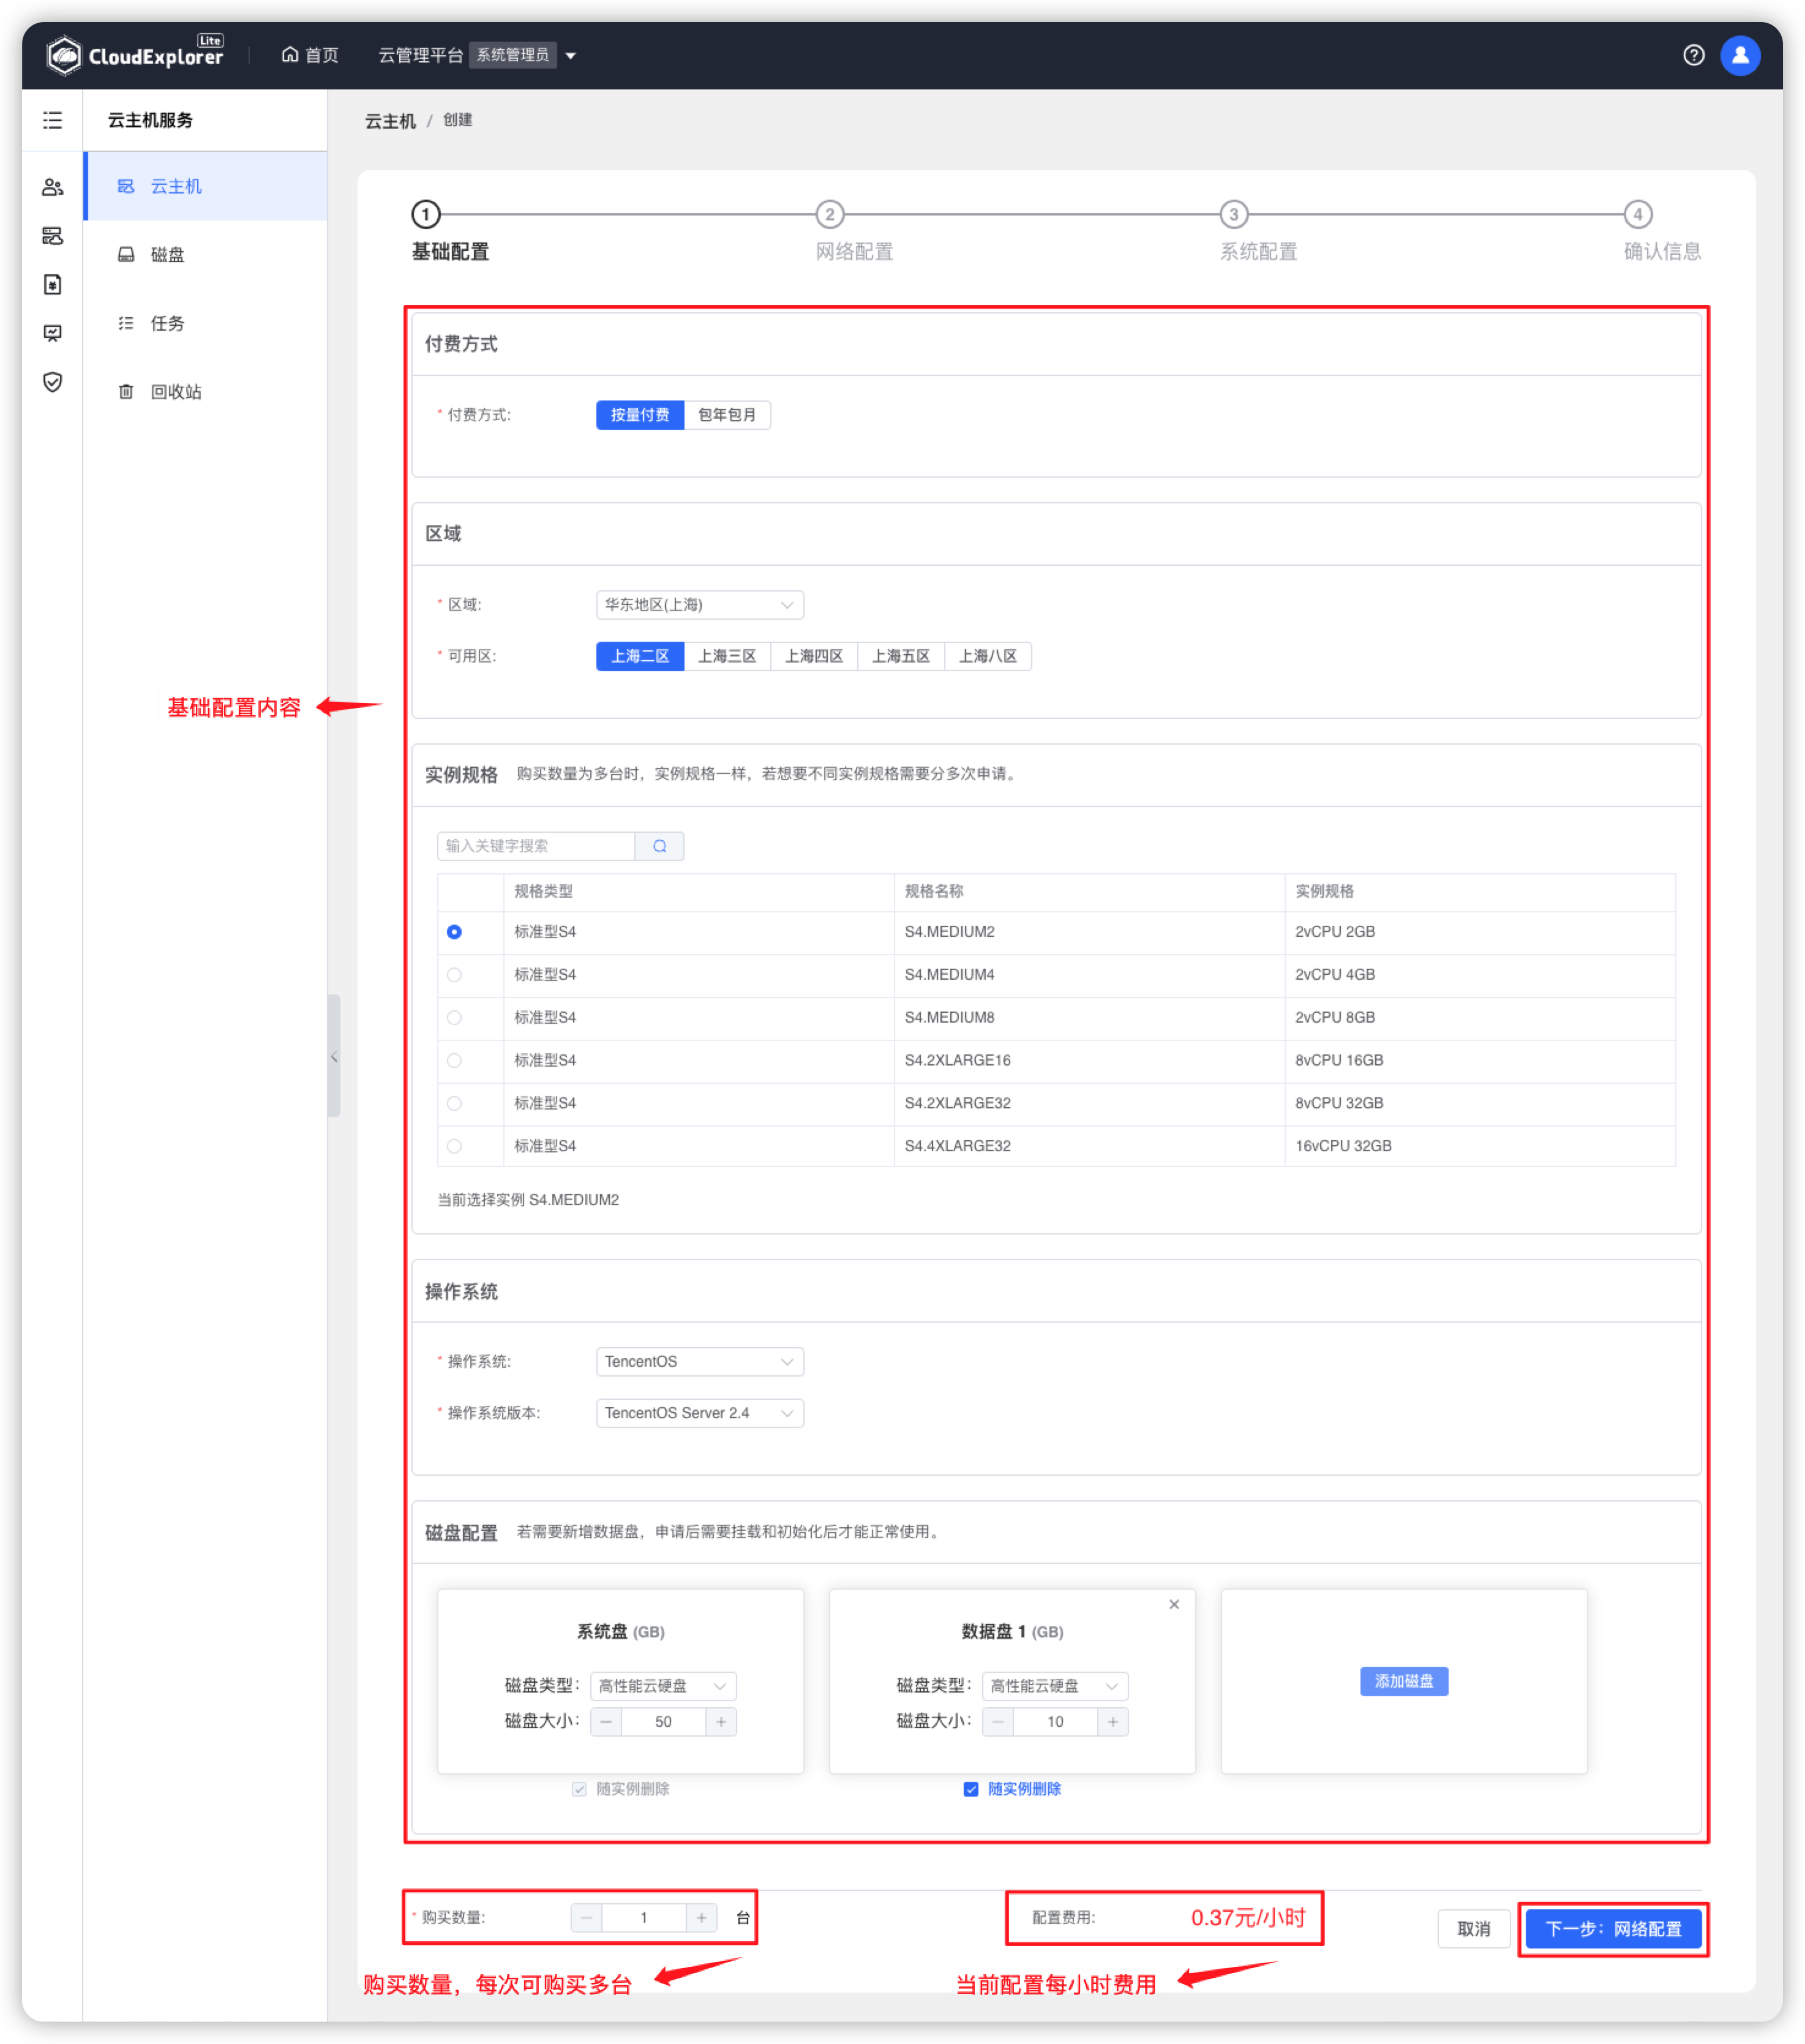 CloudExplorer Lite
首页
云管理平台 系统管理员
云主机服务
云主机
磁盘
任务
回收站
云主机 / 创建
1
2
3
4
基础配置
网络配置
系统配置
确认信息
付费方式
* 付费方式:
按量付费
包年包月
区域
* 区域:
华东地区(上海)
* 可用区:
上海二区
上海三区
上海四区
上海五区
上海八区
基础配置内容
实例规格 购买数量为多台时，实例规格一样，若想要不同实例规格需要分多次申请。
输入关键字搜索
规格类型 规格名称 实例规格
标准型S4 S4.MEDIUM2 2vCPU 2GB
标准型S4 S4.MEDIUM4 2vCPU 4GB
标准型S4 S4.MEDIUM8 2vCPU 8GB
标准型S4 S4.2XLARGE16 8vCPU 16GB
标准型S4 S4.2XLARGE32 8vCPU 32GB
标准型S4 S4.4XLARGE32 16vCPU 32GB
当前选择实例 S4.MEDIUM2
操作系统
* 操作系统:
TencentOS
* 操作系统版本:
TencentOS Server 2.4
磁盘配置 若需要新增数据盘，申请后需要挂载和初始化后才能正常使用。
系统盘 (GB)
磁盘类型: 高性能云硬盘
磁盘大小: 50
随实例删除
数据盘 1 (GB)
磁盘类型: 高性能云硬盘
磁盘大小: 10
随实例删除
添加磁盘
* 购买数量: 1 台
配置费用: 0.37元/小时
取消
下一步：网络配置
购买数量，每次可购买多台
当前配置每小时费用